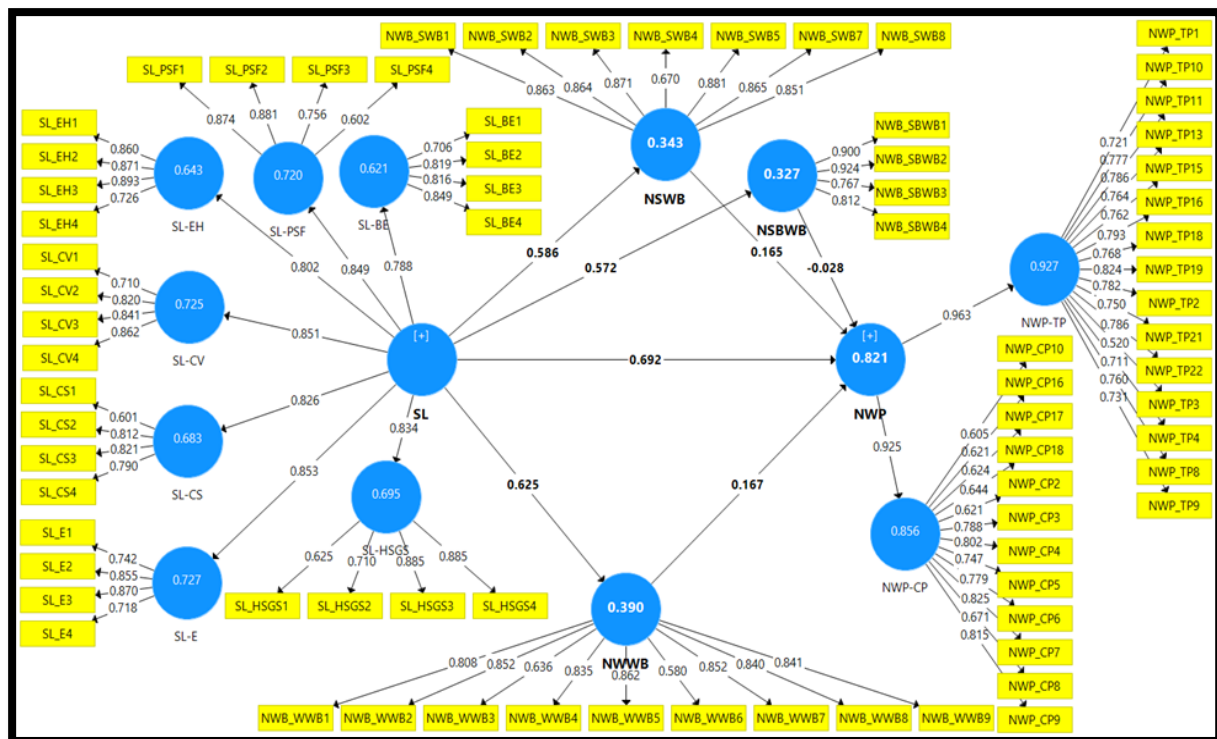 NWB_SWB1
NWB_SWB2
NWB_SWB3
NWB_SWB4
NWB_SWB5
NWB_SWB7
NWB_SWB8
0.863
0.864
0.871
0.670
0.881
0.865
0.851
0.343
NSWB
SL_PSF1
SL_PSF2
SL_PSF3
SL_PSF4
0.874
0.881
0.756
0.602
0.720
SL-PSF
SL_EH1
SL_EH2
SL_EH3
SL_EH4
0.860
0.871
0.893
0.726
0.643
SL-EH
SL_BE1
SL_BE2
SL_BE3
SL_BE4
0.706
0.819
0.816
0.849
0.621
SL-BE
NWB_SBWB1
NWB_SBWB2
NWB_SBWB3
NWB_SBWB4
0.900
0.924
0.767
0.812
0.327
NSBWB
SL_CV1
SL_CV2
SL_CV3
SL_CV4
0.710
0.820
0.841
0.862
0.725
SL-CV
0.802
0.849
0.788
0.586
0.572
0.165
-0.028
0.851
[+]
SL
0.692
[+]
0.821
NWP
0.963
0.925
SL_CS1
SL_CS2
SL_CS3
SL_CS4
0.601
0.812
0.821
0.790
0.683
SL-CS
0.826
0.853
0.834
0.625
0.167
SL_E1
SL_E2
SL_E3
SL_E4
0.742
0.855
0.870
0.718
0.727
SL-E
0.695
SL-HSGS
0.625
0.710
0.885
0.885
SL_HSGS1
SL_HSGS2
SL_HSGS3
SL_HSGS4
0.390
NWWB
0.808
0.852
0.636
0.835
0.862
0.580
0.852
0.840
0.841
NWB_WWB1
NWB_WWB2
NWB_WWB3
NWB_WWB4
NWB_WWB5
NWB_WWB6
NWB_WWB7
NWB_WWB8
NWB_WWB9
0.927
NWP-TP
0.721
0.777
0.786
0.764
0.762
0.793
0.768
0.824
0.782
0.750
0.786
0.520
0.711
0.760
0.731
NWP_TP1
NWP_TP10
NWP_TP11
NWP_TP13
NWP_TP15
NWP_TP16
NWP_TP18
NWP_TP19
NWP_TP2
NWP_TP21
NWP_TP22
NWP_TP3
NWP_TP4
NWP_TP8
NWP_TP9
0.856
NWP-CP
0.605
0.621
0.624
0.644
0.621
0.788
0.802
0.747
0.779
0.825
0.671
0.815
NWP_CP10
NWP_CP16
NWP_CP17
NWP_CP18
NWP_CP2
NWP_CP3
NWP_CP4
NWP_CP5
NWP_CP6
NWP_CP7
NWP_CP8
NWP_CP9